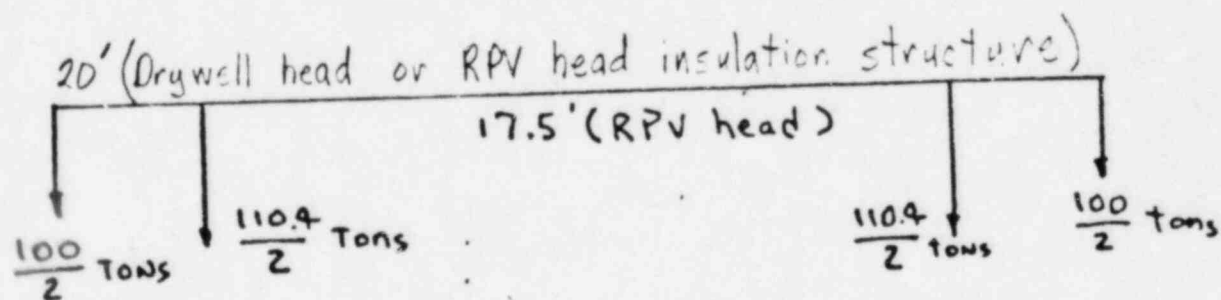 20' (Drywell head or RPV head insulation structure)
17.5' (RPV head)
100/2 TONS
110.4/2 Tons
110.4/2 tons
100/2 tons